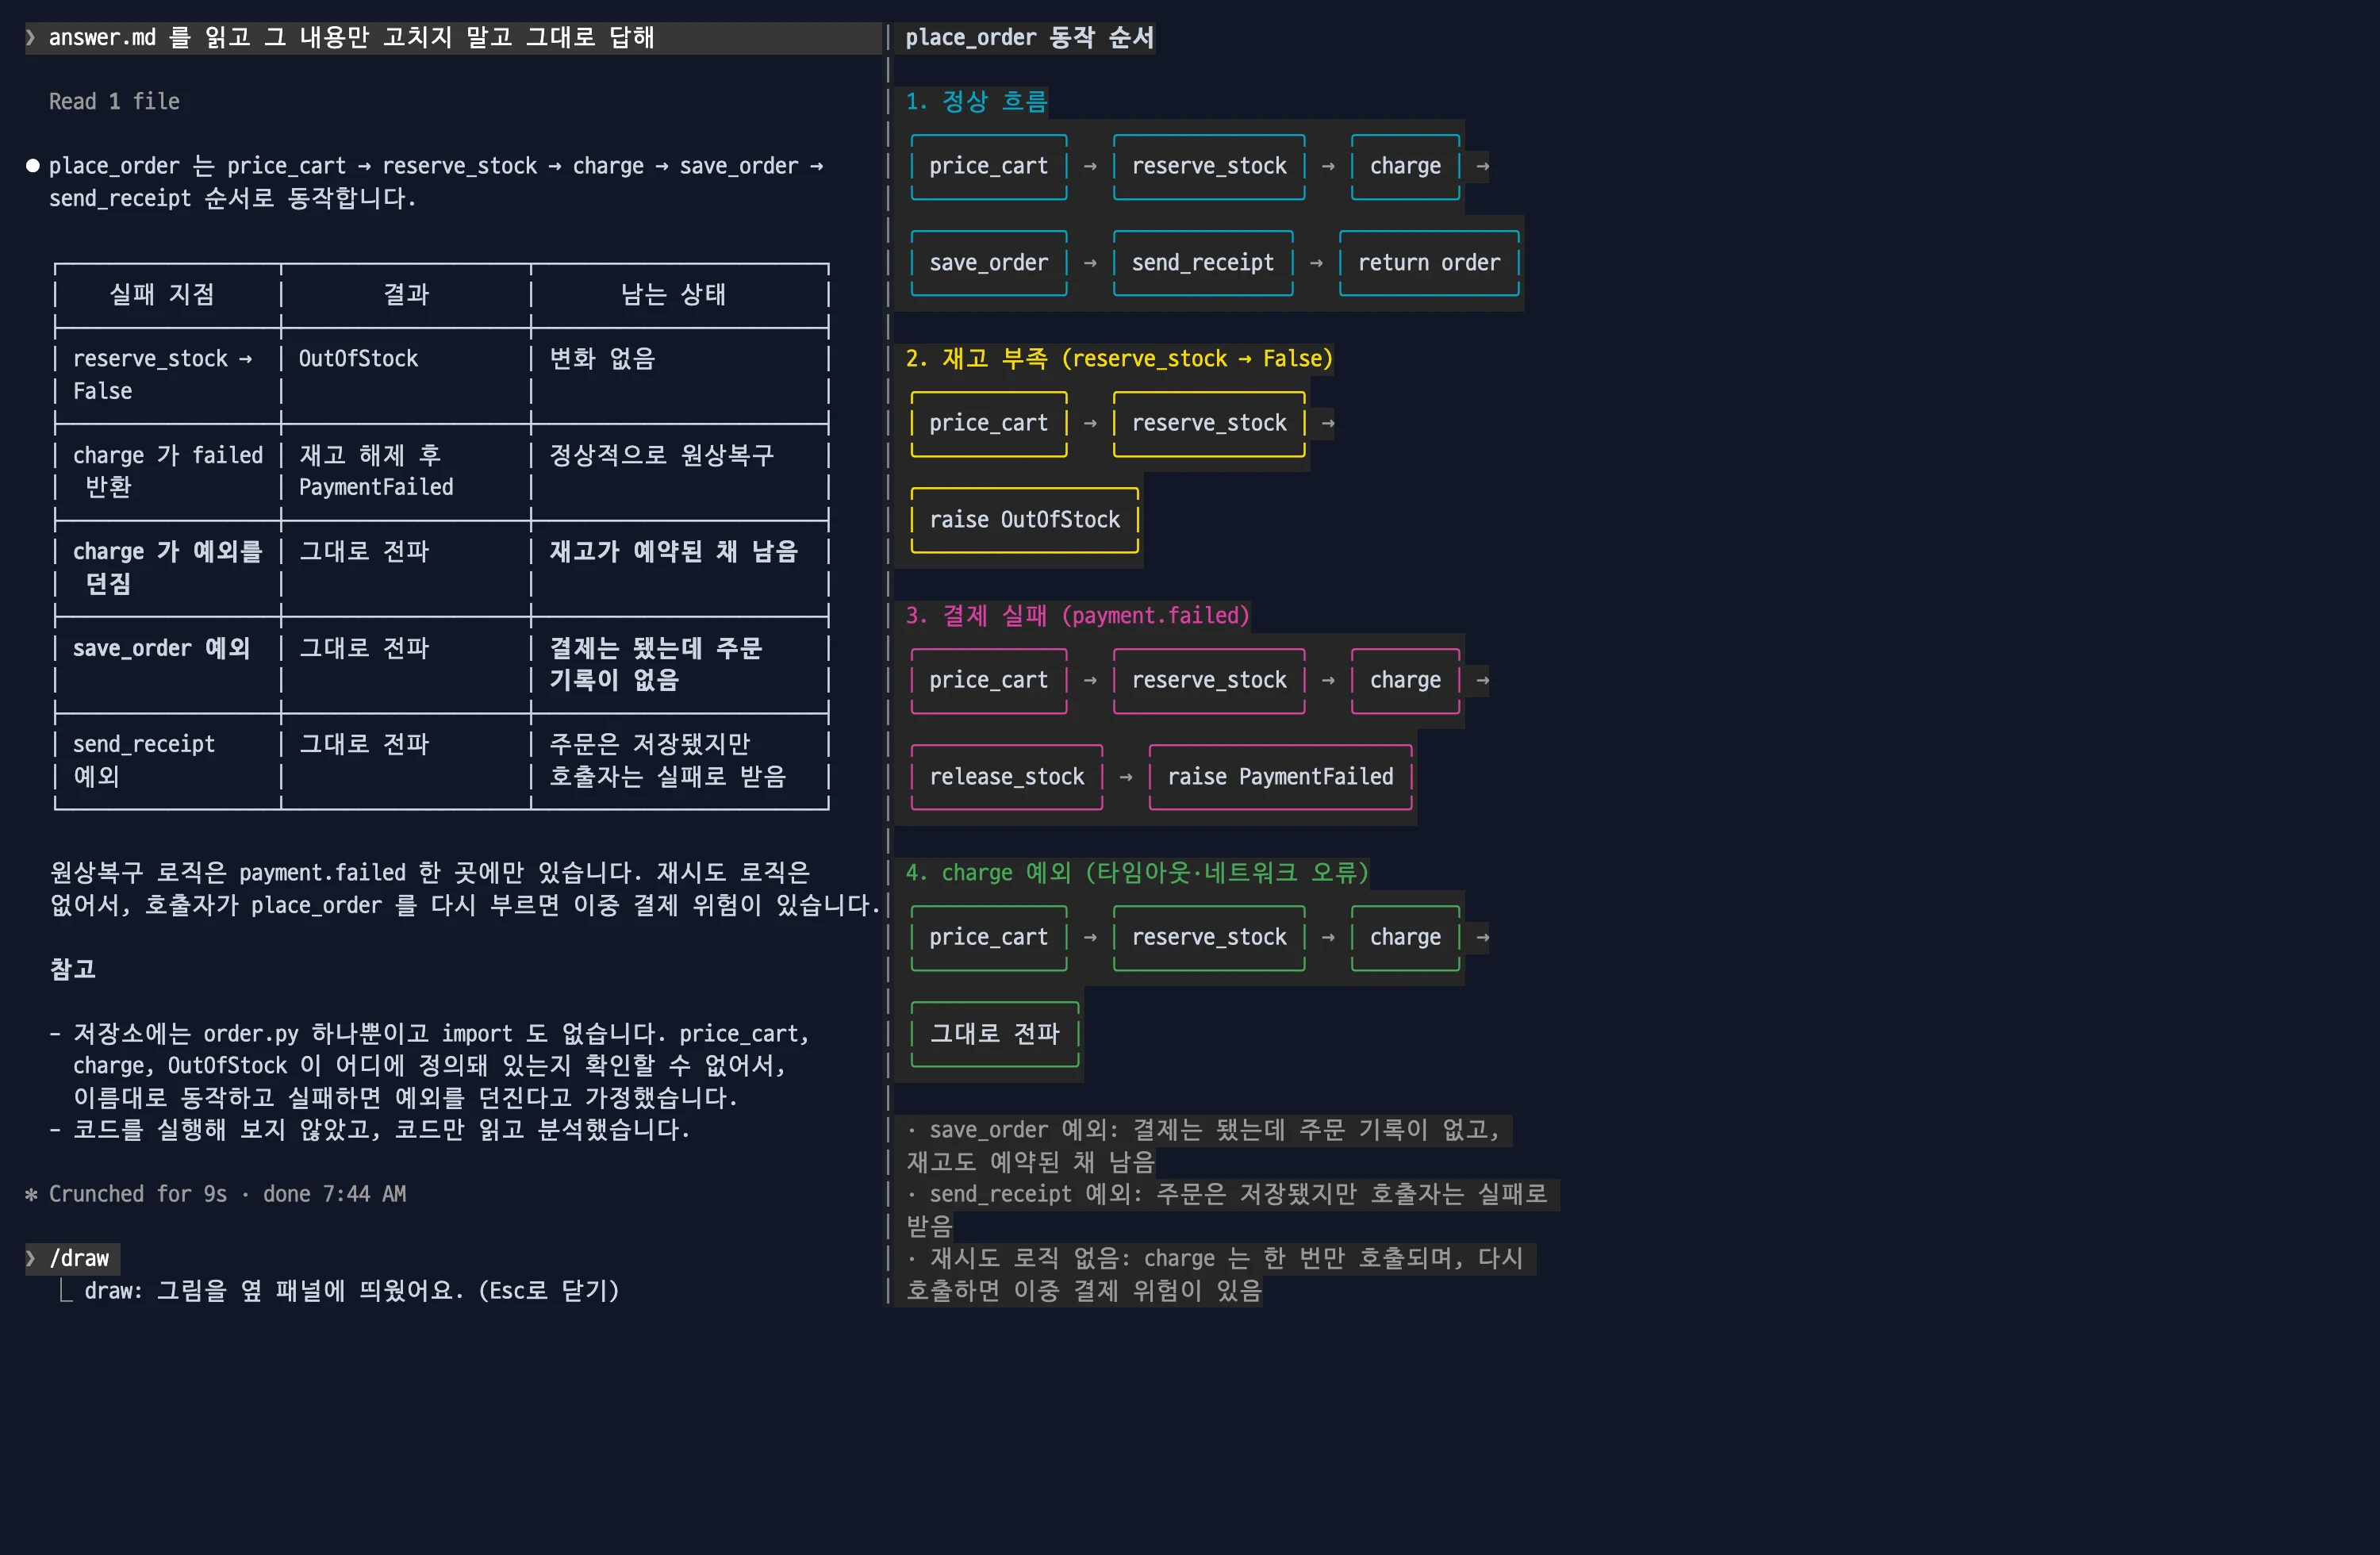 ❯ answer.md 를 읽고 그 내용만 고치지 말고 그대로 답해
Read 1 file
● place_order 는 price_cart → reserve_stock → charge → save_order →
send_receipt 순서로 동작합니다.
실패 지점 결과 남는 상태
reserve_stock → OutOfStock 변화 없음
False
charge 가 failed 재고 해제 후 정상적으로 원상복구
반환 PaymentFailed
charge 가 예외를 그대로 전파 재고가 예약된 채 남음
던짐
save_order 예외 그대로 전파 결제는 됐는데 주문
기록이 없음
send_receipt 그대로 전파 주문은 저장됐지만
예외 호출자는 실패로 받음
원상복구 로직은 payment.failed 한 곳에만 있습니다. 재시도 로직은
없어서, 호출자가 place_order 를 다시 부르면 이중 결제 위험이 있습니다.
참고
- 저장소에는 order.py 하나뿐이고 import 도 없습니다. price_cart,
charge, OutOfStock 이 어디에 정의돼 있는지 확인할 수 없어서,
이름대로 동작하고 실패하면 예외를 던진다고 가정했습니다.
- 코드를 실행해 보지 않았고, 코드만 읽고 분석했습니다.
✻ Crunched for 9s · done 7:44 AM
❯ /draw
⎿ draw: 그림을 옆 패널에 띄웠어요. (Esc로 닫기)
place_order 동작 순서
1. 정상 흐름
price_cart → reserve_stock → charge →
save_order → send_receipt → return order
2. 재고 부족 (reserve_stock → False)
price_cart → reserve_stock →
raise OutOfStock
3. 결제 실패 (payment.failed)
price_cart → reserve_stock → charge →
release_stock → raise PaymentFailed
4. charge 예외 (타임아웃·네트워크 오류)
price_cart → reserve_stock → charge →
그대로 전파
· save_order 예외: 결제는 됐는데 주문 기록이 없고,
재고도 예약된 채 남음
· send_receipt 예외: 주문은 저장됐지만 호출자는 실패로
받음
· 재시도 로직 없음: charge 는 한 번만 호출되며, 다시
호출하면 이중 결제 위험이 있음